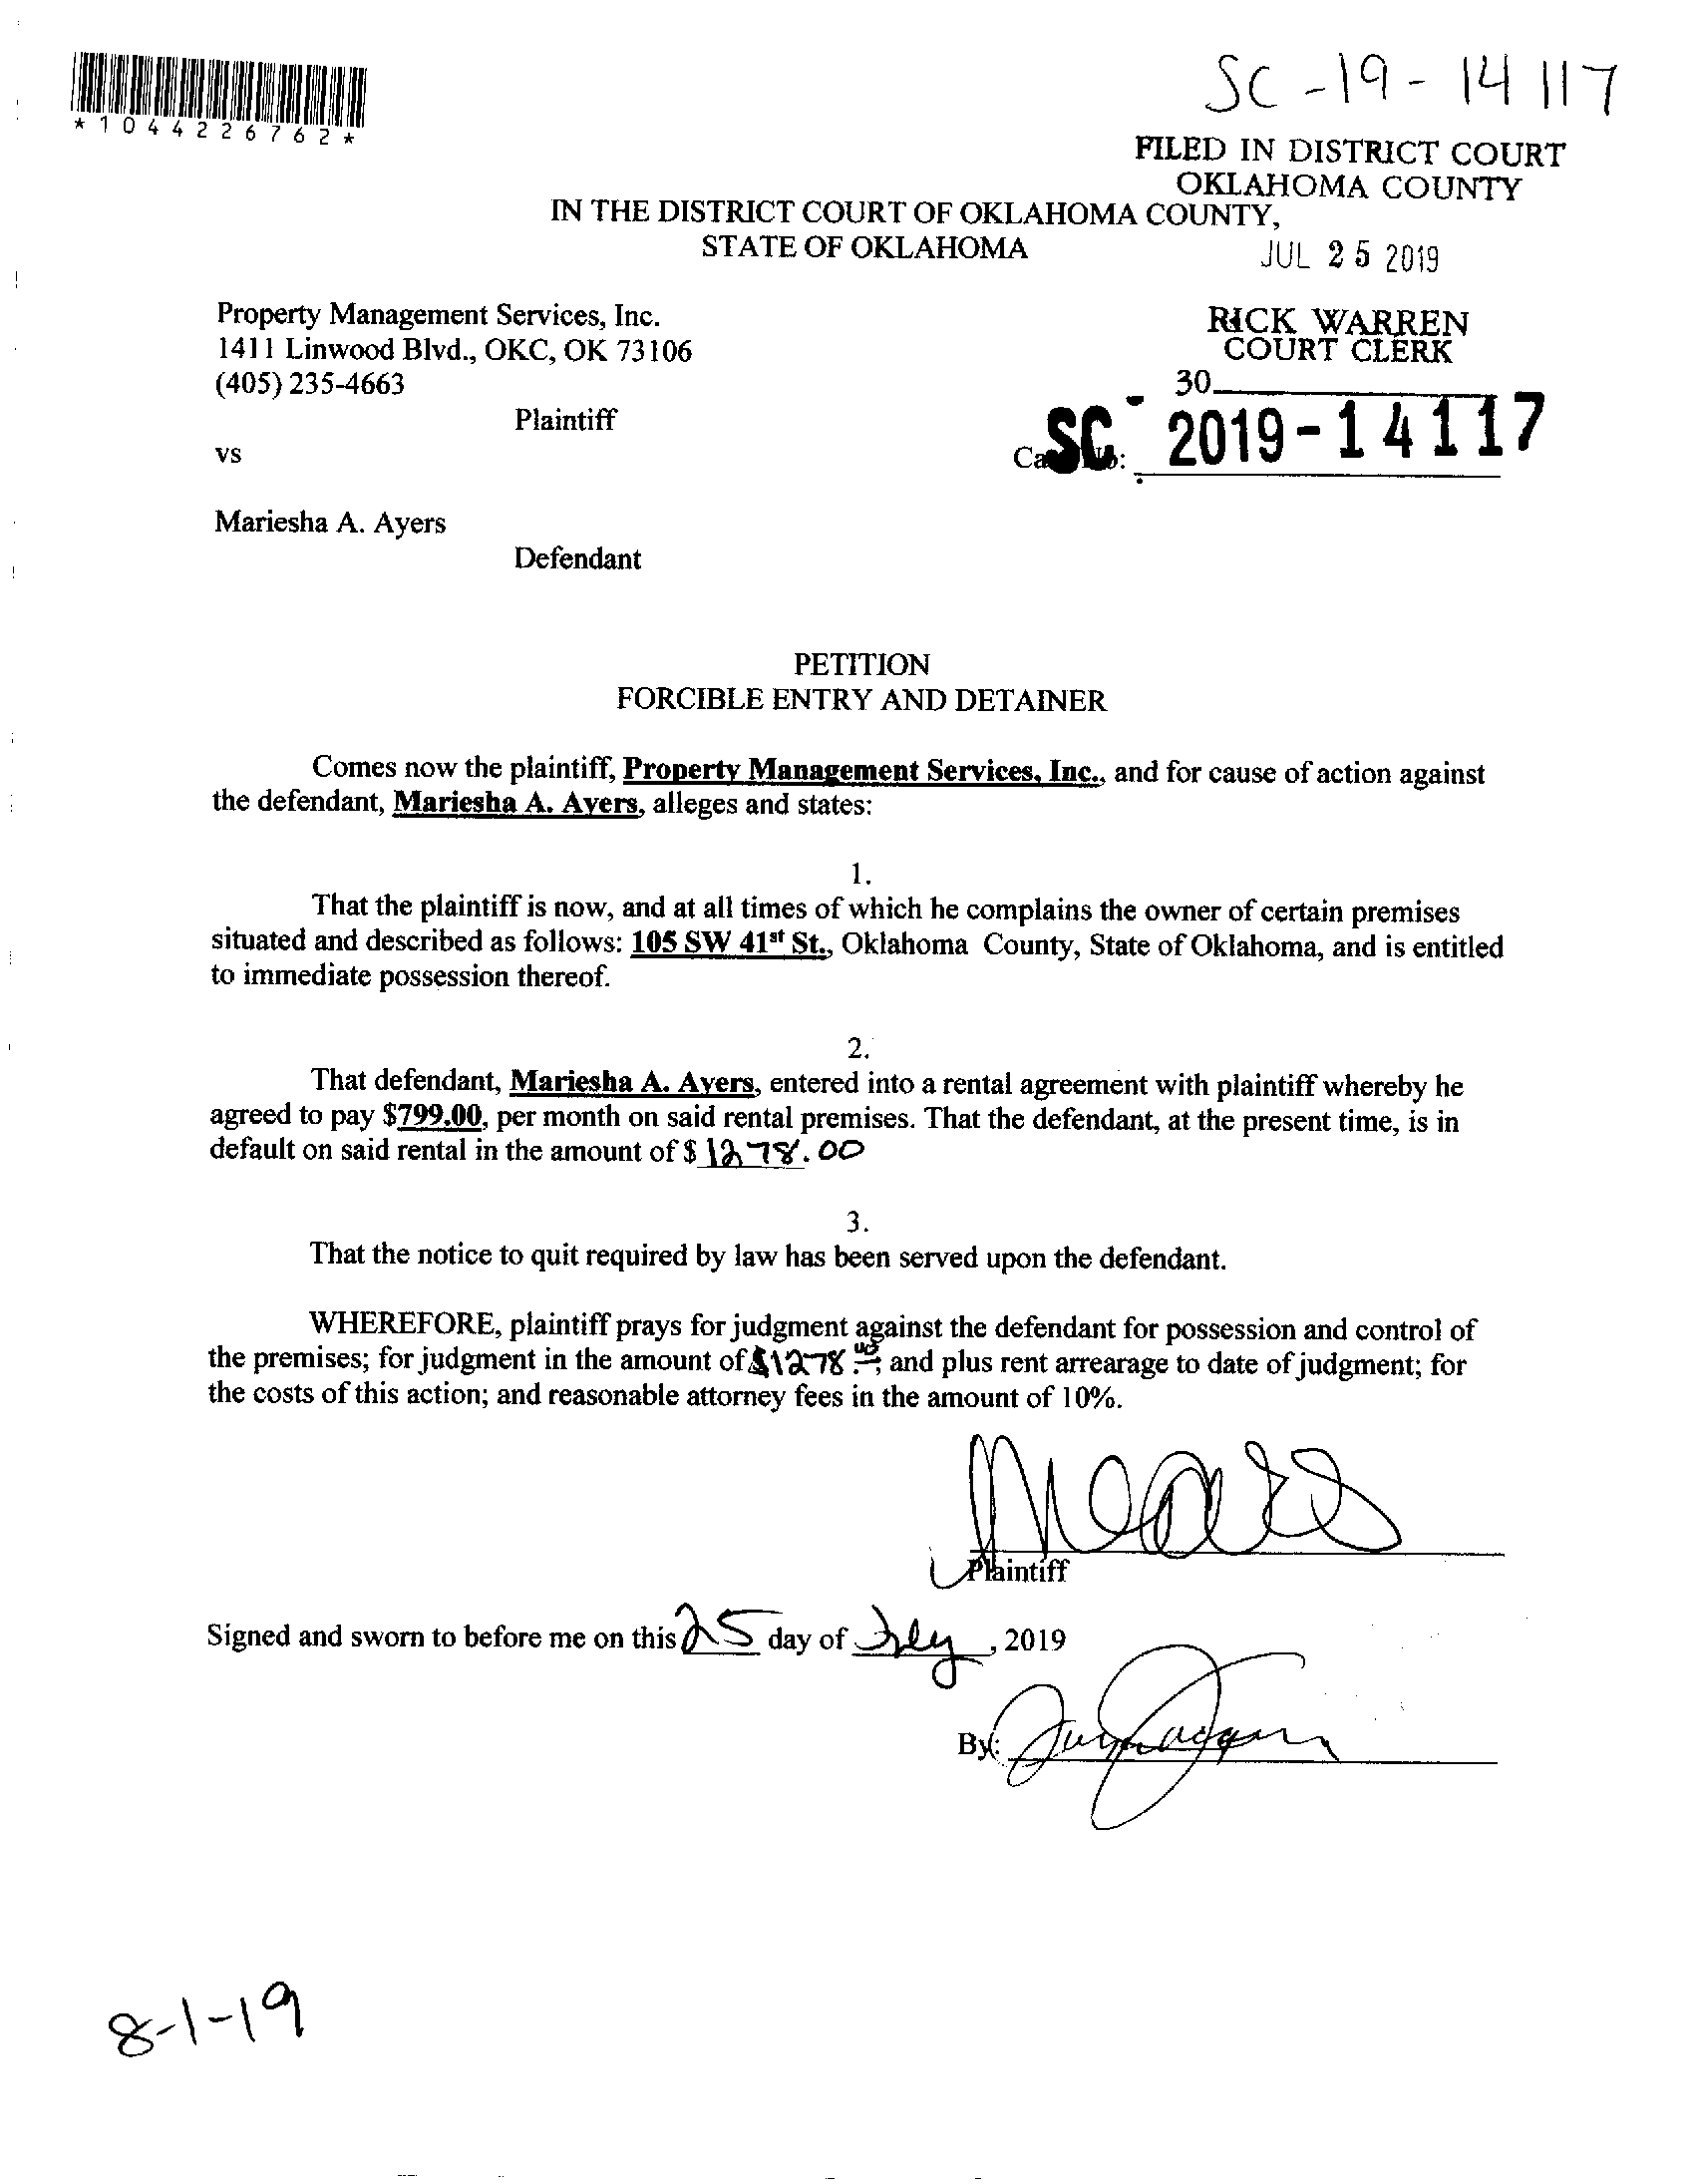 *1044226762*
SC-19-14117
FILED IN DISTRICT COURT
OKLAHOMA COUNTY
IN THE DISTRICT COURT OF OKLAHOMA COUNTY,
STATE OF OKLAHOMA
JUL 25 2019
Property Management Services, Inc.
1411 Linwood Blvd., OKC, OK 73106
(405) 235-4663
RICK WARREN
COURT CLERK
30
Plaintiff
vs
SC - 2019-14117
Mariesha A. Ayers
Defendant
PETITION
FORCIBLE ENTRY AND DETAINER
Comes now the plaintiff, Property Management Services, Inc., and for cause of action against
the defendant, Mariesha A. Ayers, alleges and states:
1.
That the plaintiff is now, and at all times of which he complains the owner of certain premises
situated and described as follows: 105 SW 41st St., Oklahoma County, State of Oklahoma, and is entitled
to immediate possession thereof.
2.
That defendant, Mariesha A. Ayers, entered into a rental agreement with plaintiff whereby he
agreed to pay $799.00, per month on said rental premises. That the defendant, at the present time, is in
default on said rental in the amount of $ 1278.00
3.
That the notice to quit required by law has been served upon the defendant.
WHEREFORE, plaintiff prays for judgment against the defendant for possession and control of
the premises; for judgment in the amount of $1278 00; and plus rent arrearage to date of judgment; for
the costs of this action; and reasonable attorney fees in the amount of 10%.
Plaintiff
Signed and sworn to before me on this 25 day of July, 2019
By:
8-1-19